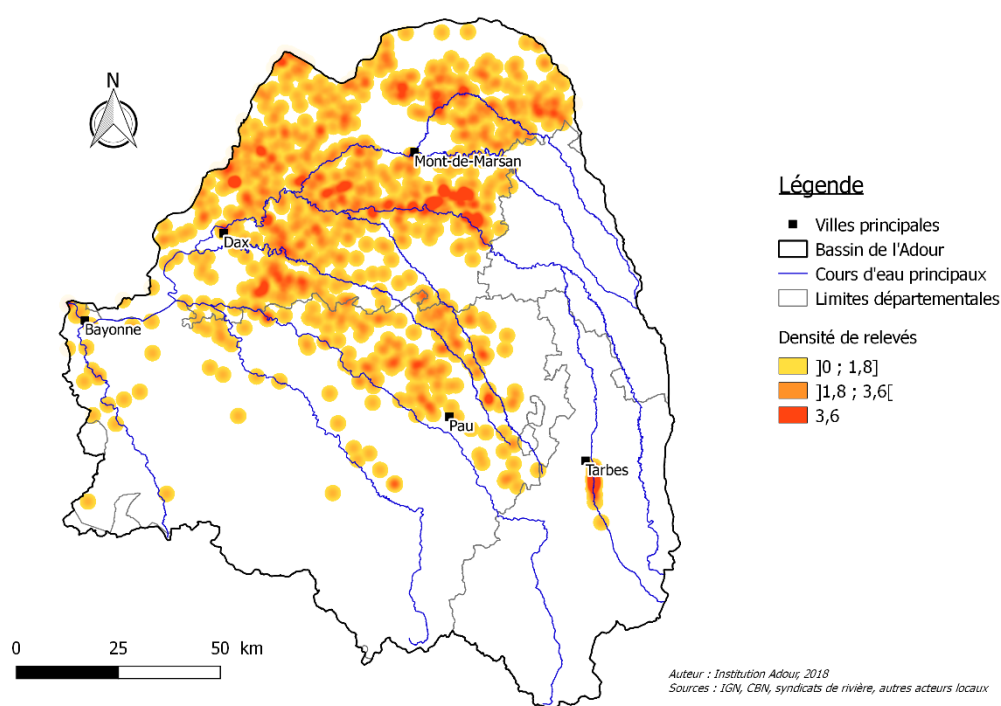 N
Mont-de-Marsan
Dax
Bayonne
Pau
Tarbes
Légende
Villes principales
Bassin de l'Adour
Cours d'eau principaux
Limites départementales
Densité de relevés
]0 ; 1,8]
]1,8 ; 3,6[
3,6
0 25 50 km
Auteur : Institution Adour, 2018
Sources : IGN, CBN, syndicats de rivière, autres acteurs locaux